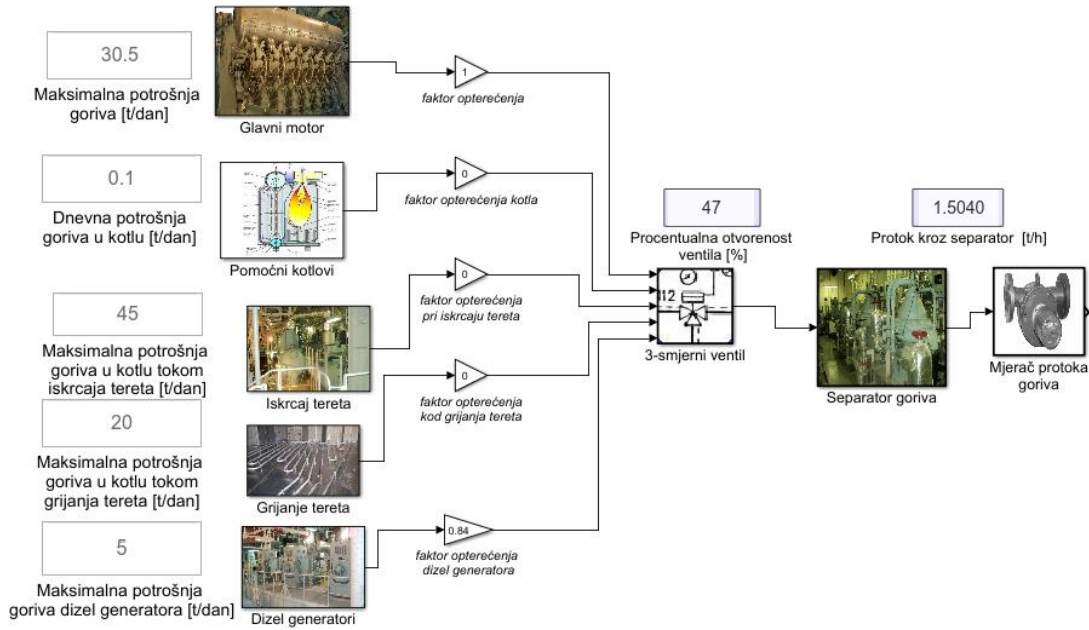 30.5
Maksimalna potrošnja
goriva [t/dan]
Glavni motor
1
faktor opterećenja
0.1
Dnevna potrošnja
goriva u kotlu [t/dan]
Pomoćni kotlovi
0
faktor opterećenja kotla
45
Maksimalna potrošnja
goriva u kotlu tokom
iskrcaja tereta [t/dan]
Iskrcaj tereta
0
faktor opterećenja
pri iskrcaju tereta
20
Maksimalna potrošnja
goriva u kotlu tokom
grijanja tereta [t/dan]
Grijanje tereta
0
faktor opterećenja
kod grijanja tereta
5
Maksimalna potrošnja
goriva dizel generatora [t/dan]
Dizel generatori
0.84
faktor opterećenja
dizel generatora
47
Procentualna otvorenost
ventila [%]
112
3-smjerni ventil
1.5040
Protok kroz separator [t/h]
Separator goriva
Mjerač protoka
goriva